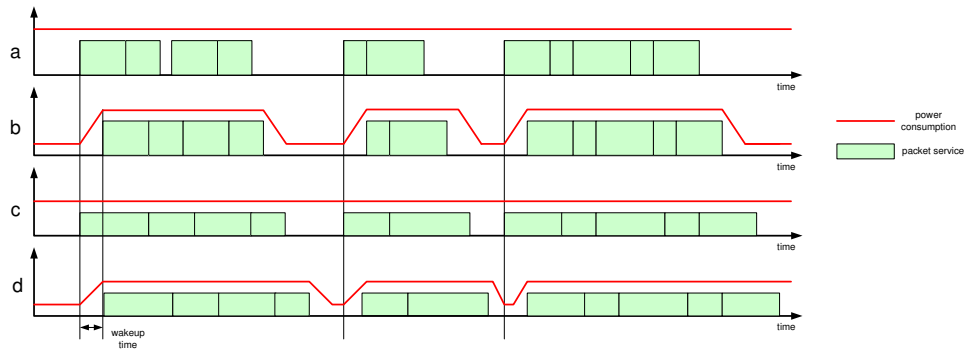 a
time
b
time
power
consumption
packet service
c
time
d
time
wakeup
time